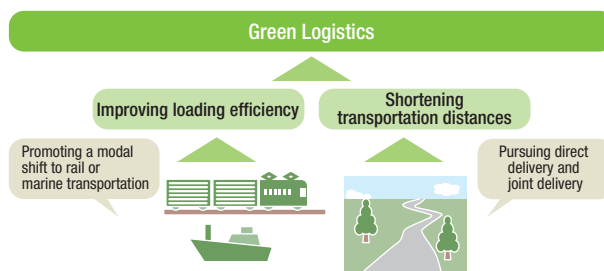 Green Logistics
Improving loading efficiency
Shortening
transportation distances
Promoting a modal
shift to rail or
marine transportation
Pursuing direct
delivery and
joint delivery